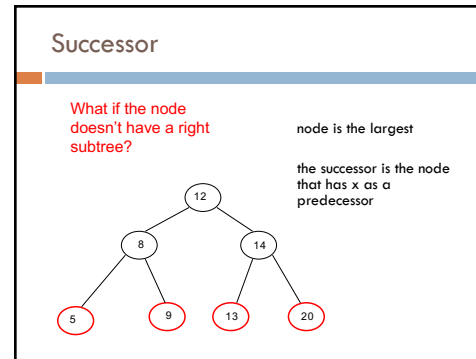 Successor
What if the node
doesn't have a right
subtree?
node is the largest
the successor is the node
that has x as a
predecessor
12
8
14
5
9
13
20